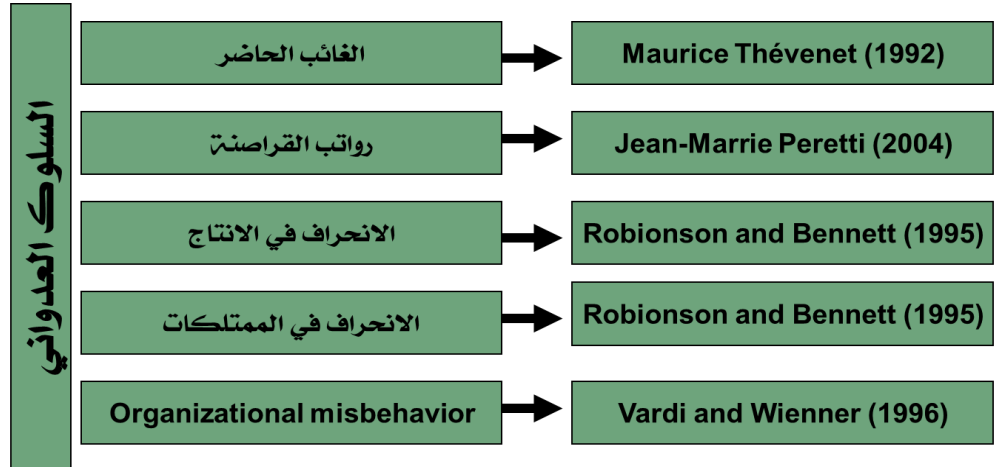 السلوك العدواني
الغائب الحاضر
Maurice Thévenet (1992)
رواتب القراصنة
Jean-Marrie Peretti (2004)
الانحراف في الانتاج
Robionson and Bennett (1995)
الانحراف في الممتلكات
Robionson and Bennett (1995)
Organizational misbehavior
Vardi and Wienner (1996)